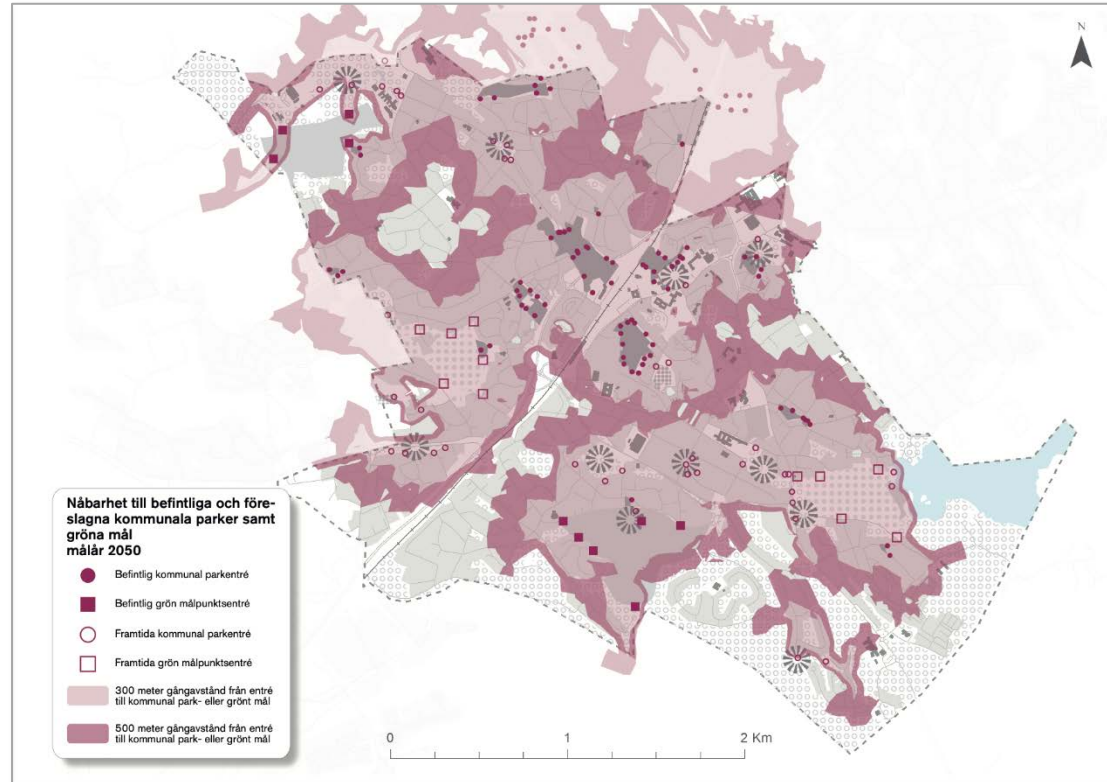 N
Nåbarhet till befintliga och före-
slagna kommunala parker samt
gröna mål
målår 2050
Befintlig kommunal parkentré
Befintlig grön målpunktsentré
Framtida kommunal parkentré
Framtida grön målpunktsentré
300 meter gångavstånd från entré
till kommunal park- eller grönt mål
500 meter gångavstånd från entré
till kommunal park- eller grönt mål
0 1 2 Km